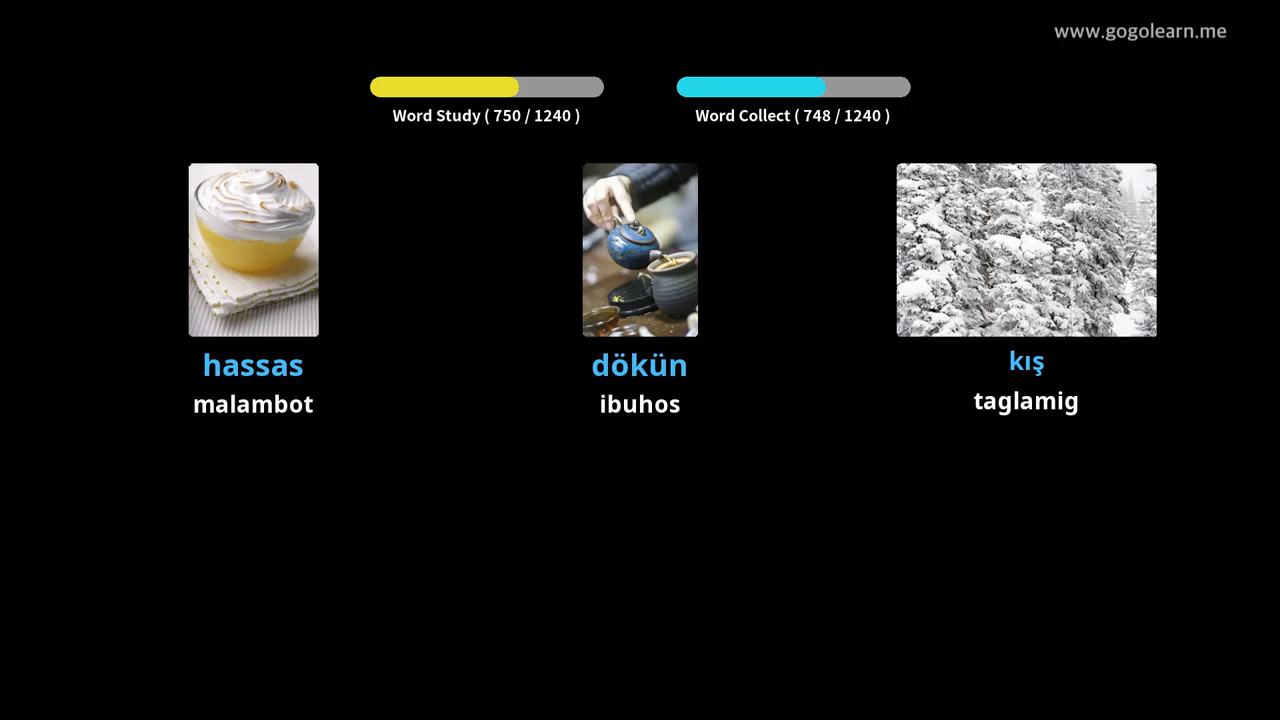 www.gogolearn.me
Word Study ( 750 / 1240 )
Word Collect ( 748 / 1240 )
hassas
malambot
dökün
ibuhos
kış
taglamig